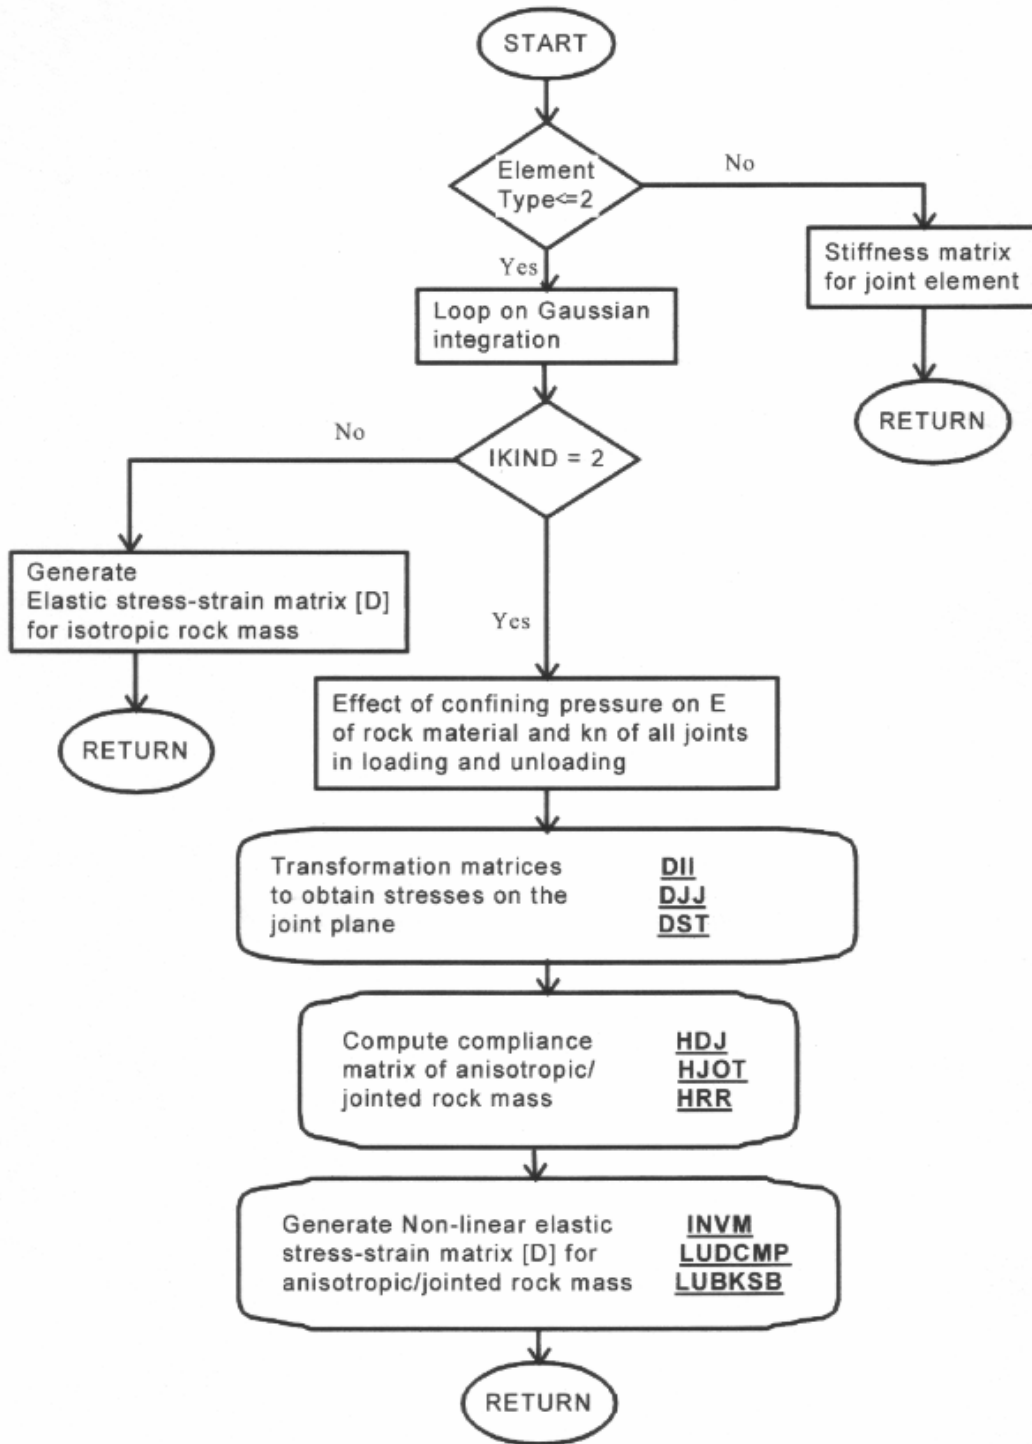 START
Element
Type<=2
No
Yes
Stiffness matrix
for joint element
Loop on Gaussian
integration
RETURN
No
IKIND = 2
Generate
Elastic stress-strain matrix [D]
for isotropic rock mass
Yes
RETURN
Effect of confining pressure on E
of rock material and kn of all joints
in loading and unloading
Transformation matrices DII
to obtain stresses on the DJJ
joint plane DST
Compute compliance HDJ
matrix of anisotropic/ HJOT
jointed rock mass HRR
Generate Non-linear elastic INVM
stress-strain matrix [D] for LUDCMP
anisotropic/jointed rock mass LUBKSB
RETURN